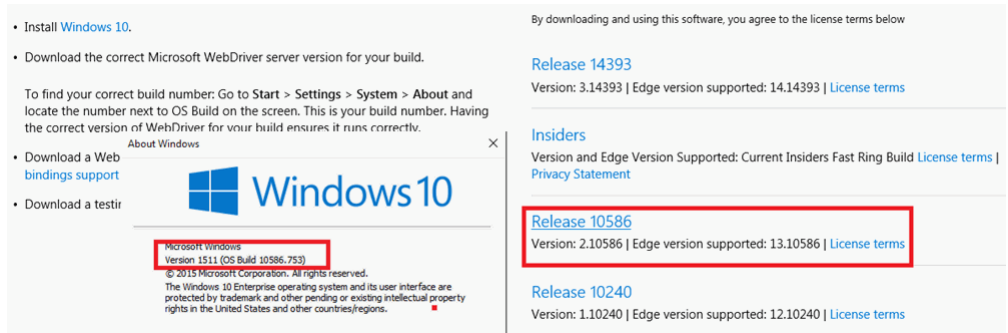 • Install Windows 10.
• Download the correct Microsoft WebDriver server version for your build.
To find your correct build number: Go to Start > Settings > System > About and
locate the number next to OS Build on the screen. This is your build number. Having
the correct version of WebDriver for your build ensures it runs correctly.
• Download a Web
bindings support
• Download a testin
About Windows
Windows 10
Microsoft Windows
Version 1511 (OS Build 10586.753)
© 2015 Microsoft Corporation. All rights reserved.
The Windows 10 Enterprise operating system and its user interface are
protected by trademark and other pending or existing intellectual property
rights in the United States and other countries/regions.
By downloading and using this software, you agree to the license terms below
Release 14393
Version: 3.14393 | Edge version supported: 14.14393 | License terms
Insiders
Version and Edge Version Supported: Current Insiders Fast Ring Build License terms |
Privacy Statement
Release 10586
Version: 2.10586 | Edge version supported: 13.10586 | License terms
Release 10240
Version: 1.10240 | Edge version supported: 12.10240 | License terms